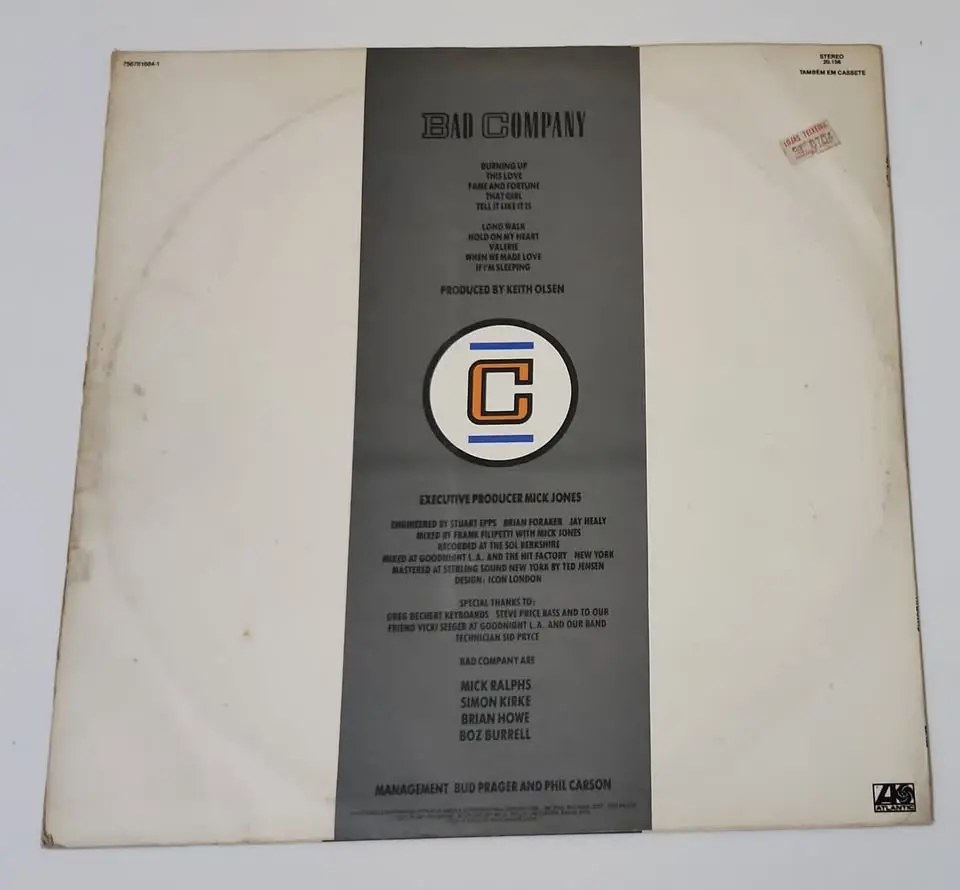 756781684-1
STEREO
20.156
TAMBÉM EM CASSETE
LOJAS TEIXEIRA
BAD COMPANY
BURNING UP
THIS LOVE
FAME AND FORTUNE
THAT GIRL
TELL IT LIKE IT IS
LONG WALK
HOLD ON MY HEART
VALERIE
WHEN WE MADE LOVE
IF I'M SLEEPING
PRODUCED BY KEITH OLSEN
C
EXECUTIVE PRODUCER MICK JONES
ENGINEERED BY STUART EPPS BRIAN FORAKER JAY HEALY
MIXED BY FRANK FILIPETTI WITH MICK JONES
RECORDED AT THE SOL BERKSHIRE
MIXED AT GOODNIGHT L.A. AND THE HIT FACTORY NEW YORK
MASTERED AT STERLING SOUND NEW YORK BY TED JENSEN
DESIGN: ICON LONDON
SPECIAL THANKS TO:
GREG DECHERT KEYBOARDS STEVE PRICE BASS AND TO OUR
FRIEND VICKI SEEGER AT GOODNIGHT L.A. AND OUR BAND
TECHNICIAN SID PRYCE
BAD COMPANY ARE
MICK RALPHS
SIMON KIRKE
BRIAN HOWE
BOZ BURRELL
MANAGEMENT BUD PRAGER AND PHIL CARSON
ATLANTIC